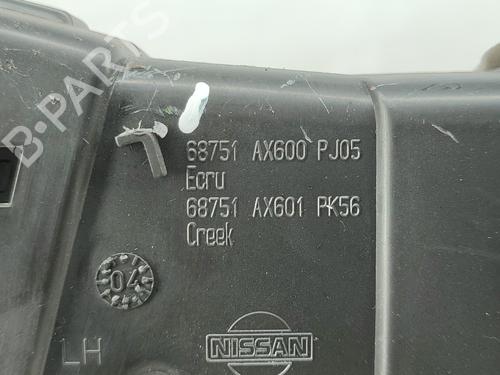 B-PARTS
68751 AX600 PJ05
Ecru
68751 AX601 PK56
Creek
04
LH
NISSAN